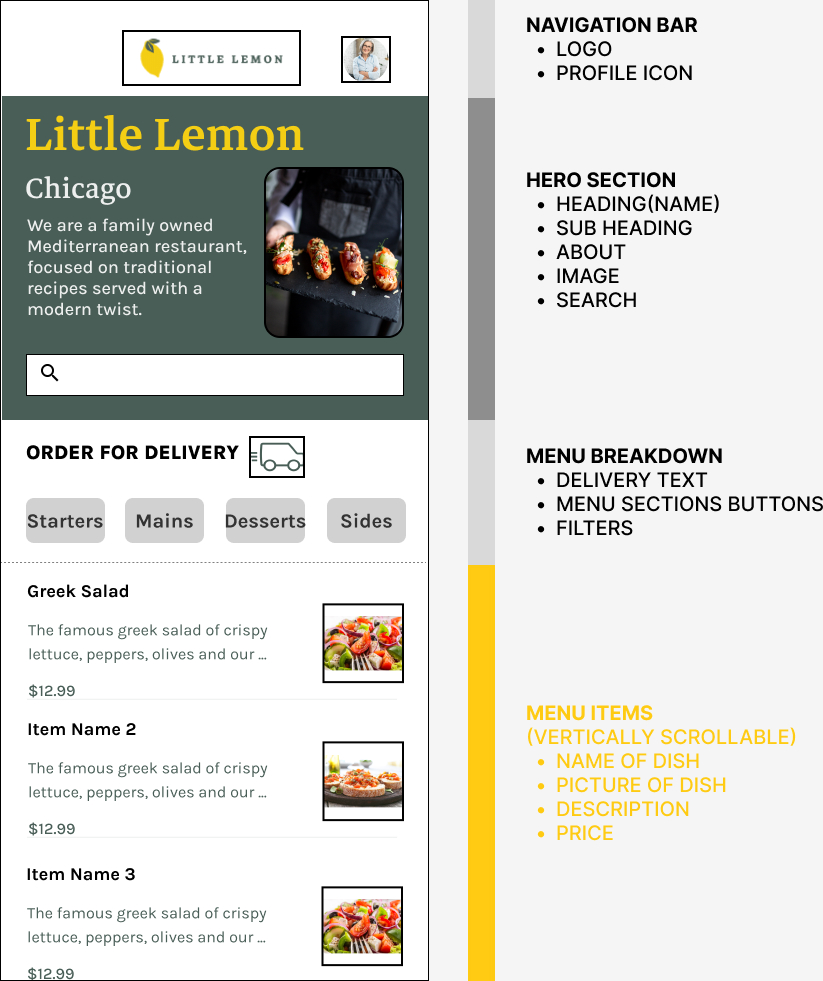 LITTLE LEMON
Little Lemon
Chicago
We are a family owned
Mediterranean restaurant,
focused on traditional
recipes served with a
modern twist.
ORDER FOR DELIVERY
Starters
Mains
Desserts
Sides
Greek Salad
The famous greek salad of crispy
lettuce, peppers, olives and our ...
$12.99
Item Name 2
The famous greek salad of crispy
lettuce, peppers, olives and our ...
$12.99
Item Name 3
The famous greek salad of crispy
lettuce, peppers, olives and our ...
$12.99
NAVIGATION BAR
• LOGO
• PROFILE ICON
HERO SECTION
• HEADING(NAME)
• SUB HEADING
• ABOUT
• IMAGE
• SEARCH
MENU BREAKDOWN
• DELIVERY TEXT
• MENU SECTIONS BUTTONS
• FILTERS
MENU ITEMS
(VERTICALLY SCROLLABLE)
• NAME OF DISH
• PICTURE OF DISH
• DESCRIPTION
• PRICE